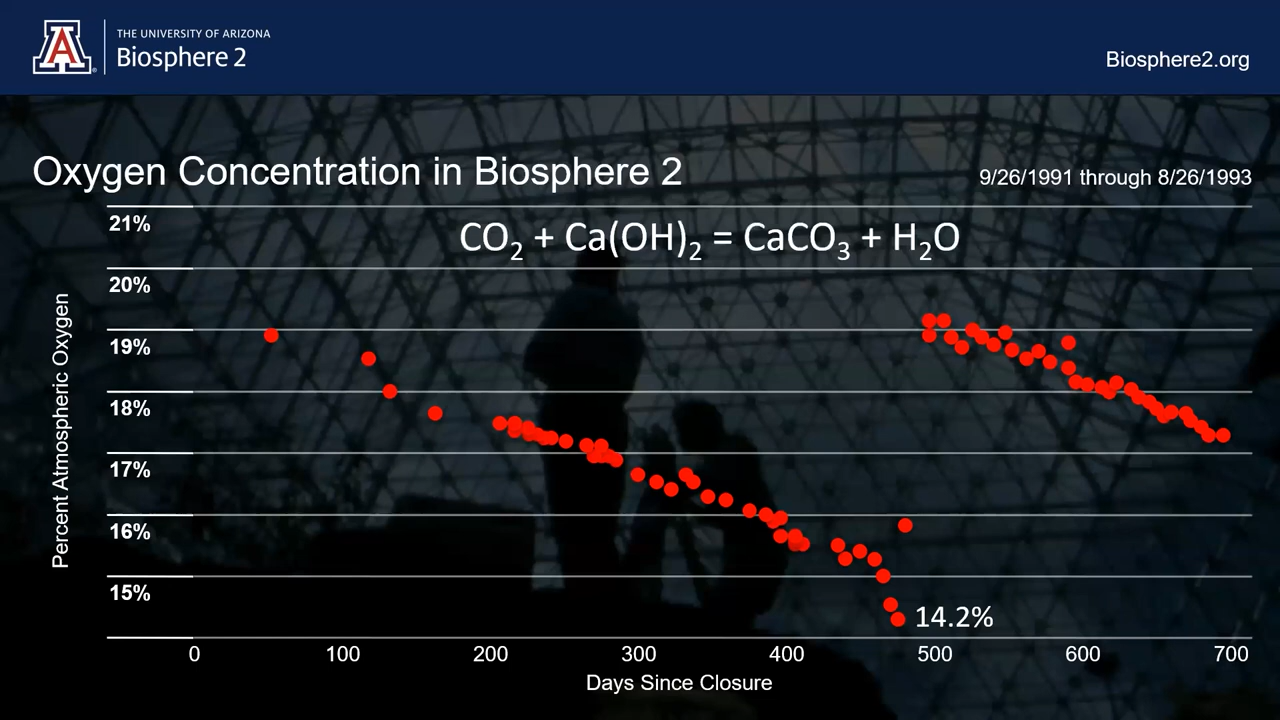 THE UNIVERSITY OF ARIZONA
Biosphere 2
Biosphere2.org
Oxygen Concentration in Biosphere 2
9/26/1991 through 8/26/1993
CO₂ + Ca(OH)₂ = CaCO₃ + H₂O
Percent Atmospheric Oxygen
21%
20%
19%
18%
17%
16%
15%
14.2%
0 100 200 300 400 500 600 700
Days Since Closure